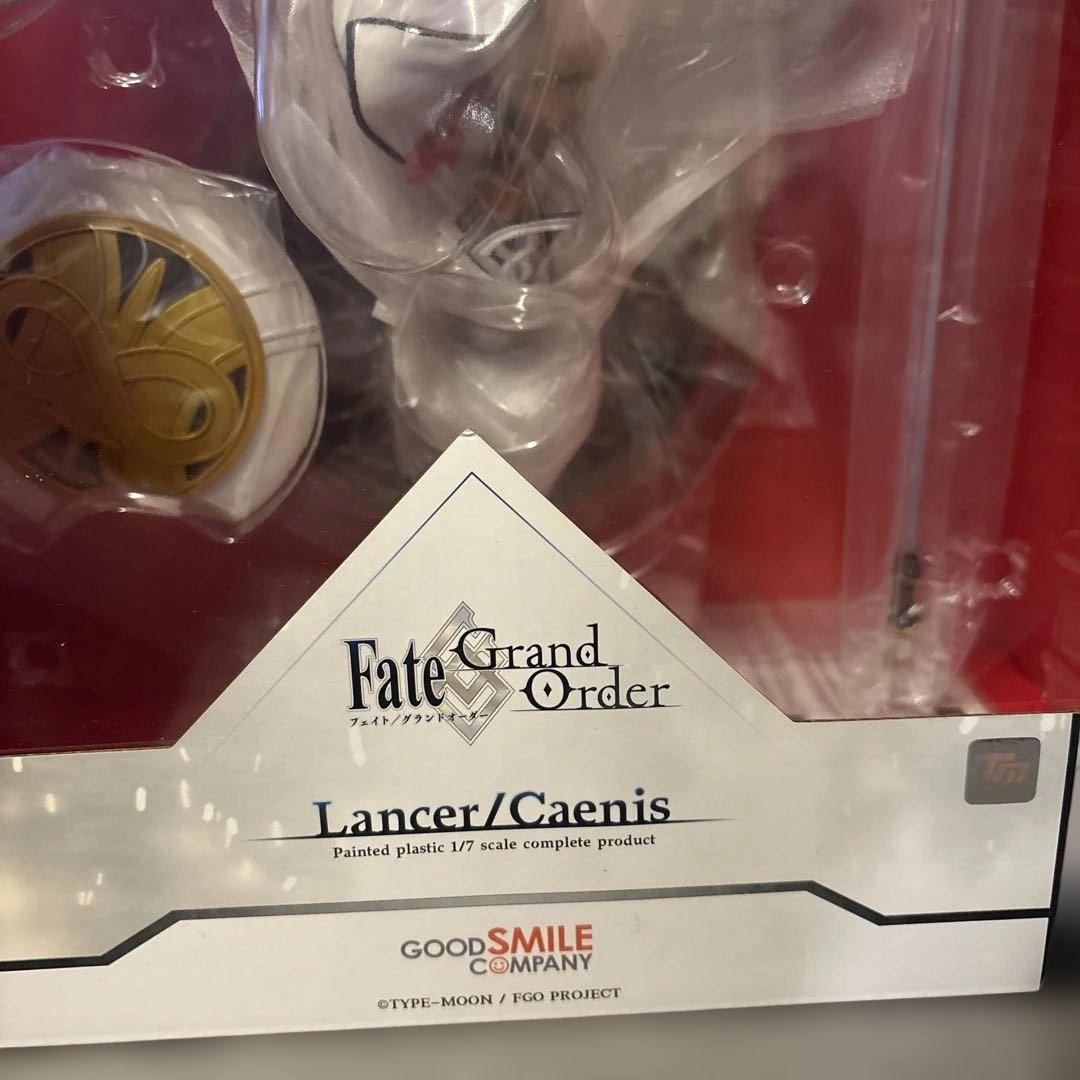 Fate Grand
Order
フェイト/グランドオーダー
Lancer/Caenis
Painted plastic 1/7 scale complete product
GOOD SMILE
COMPANY
©TYPE-MOON / FGO PROJECT
Tm